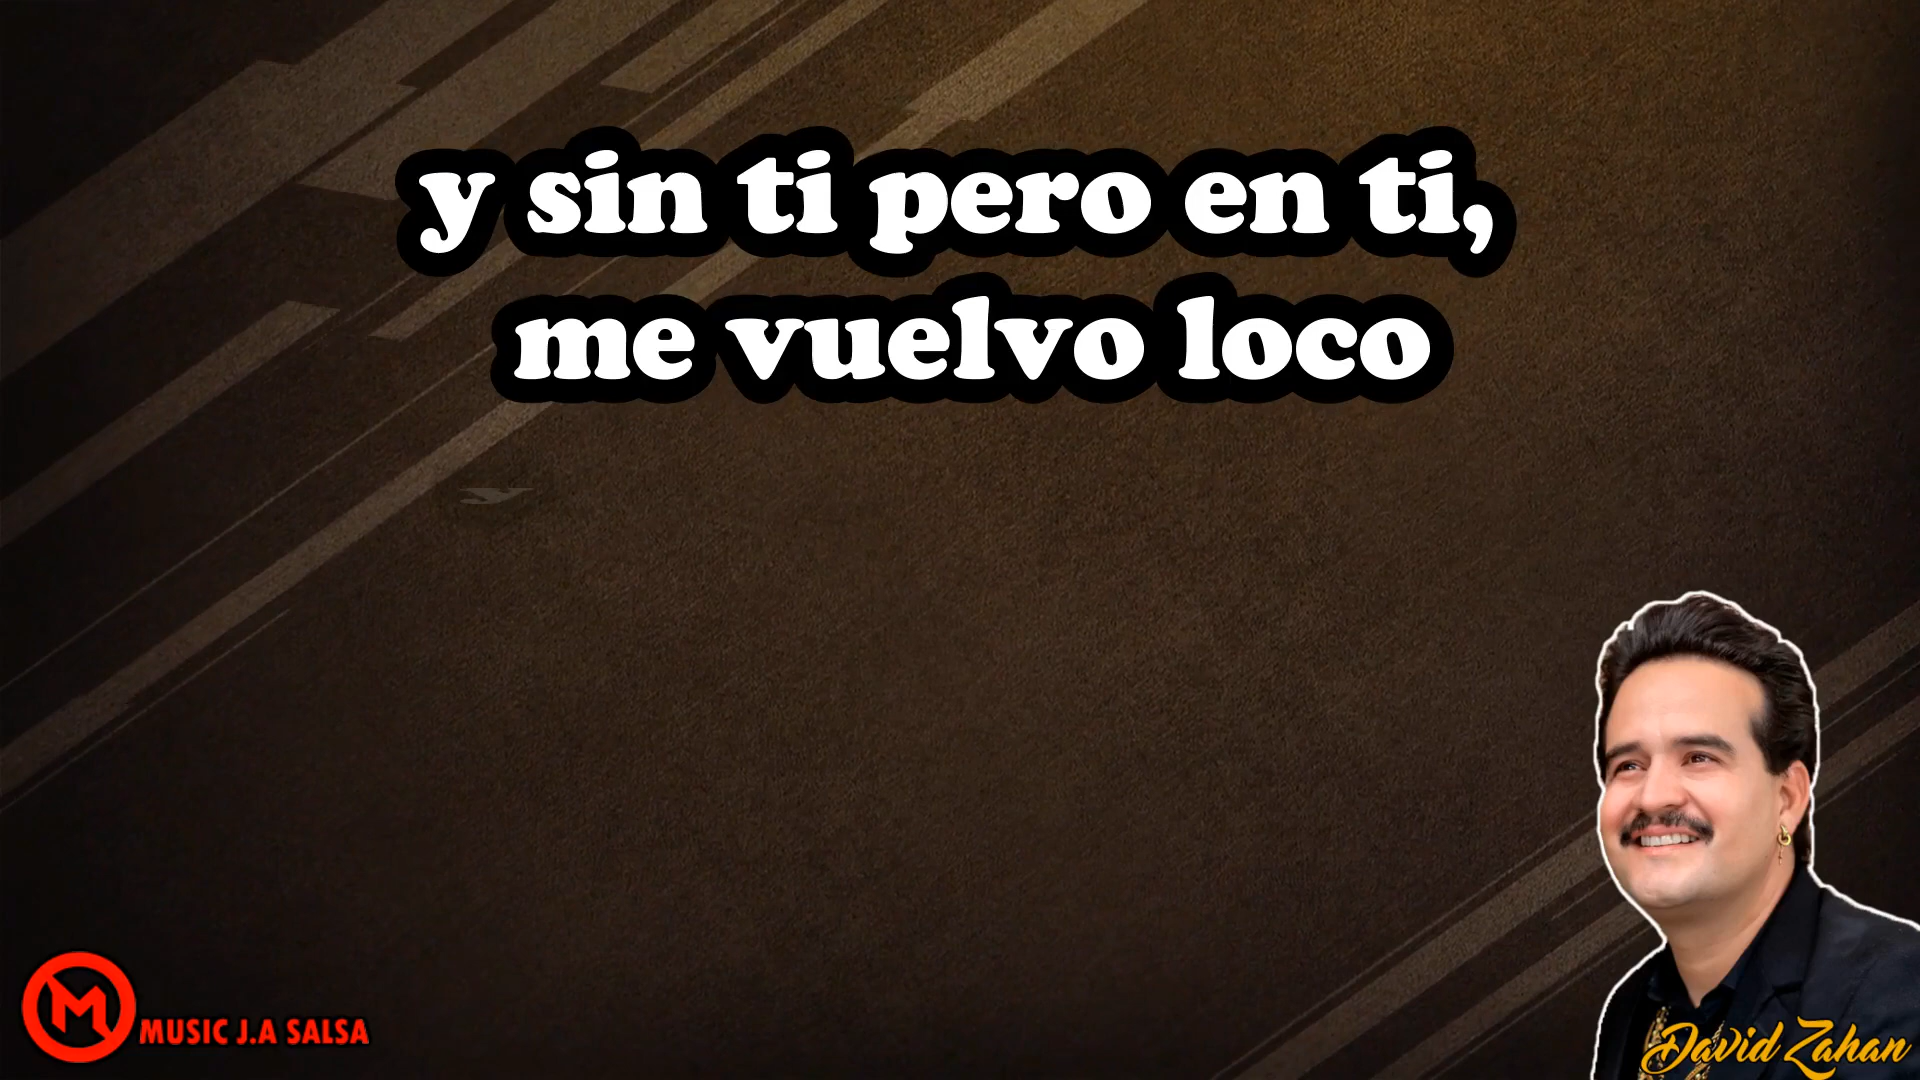 y sin ti pero en ti,
me vuelvo loco
MUSIC J.A SALSA
David Zahan